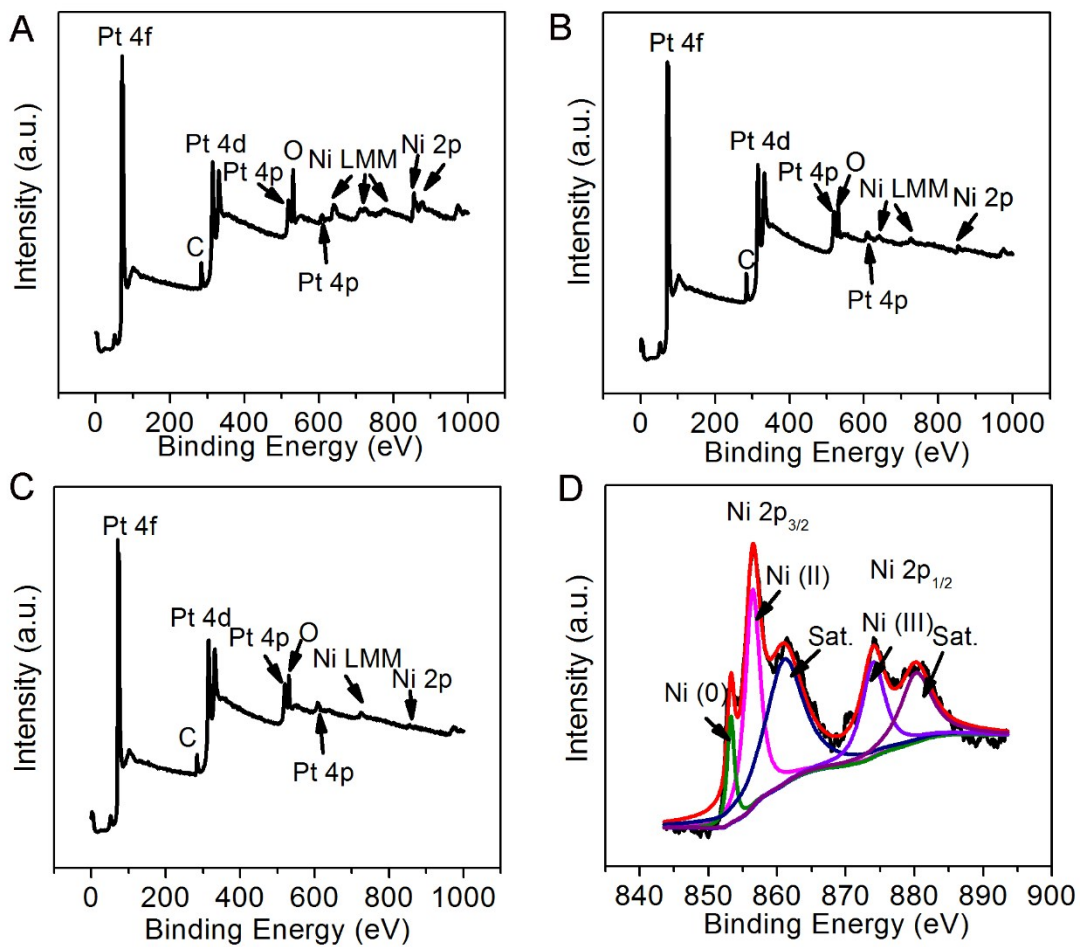 A
Pt 4f
Pt 4d
Pt 4p
O
Ni LMM
Ni 2p
C
Pt 4p
Intensity (a.u.)
0 200 400 600 800 1000
Binding Energy (eV)
B
Pt 4f
Pt 4d
Pt 4p
O
Ni LMM
Ni 2p
C
Pt 4p
Intensity (a.u.)
0 200 400 600 800 1000
Binding Energy (eV)
C
Pt 4f
Pt 4d
Pt 4p
O
Ni LMM
Ni 2p
C
Pt 4p
Intensity (a.u.)
0 200 400 600 800 1000
Binding Energy (eV)
D
Ni 2p3/2
Ni (II)
Ni 2p1/2
Sat.
Ni (III)
Sat.
Ni (0)
Intensity (a.u.)
840 850 860 870 880 890 900
Binding Energy (eV)